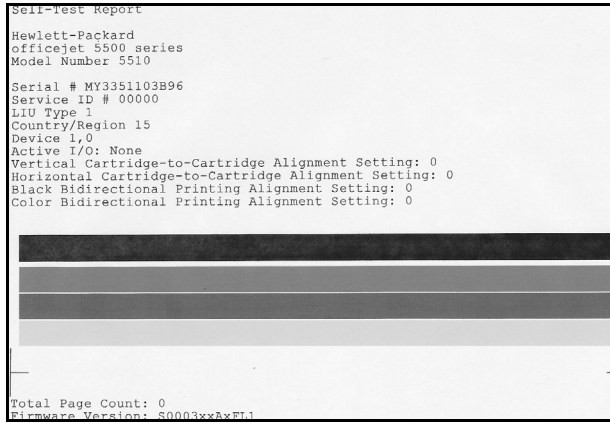 Self-Test Report
Hewlett-Packard
officejet 5500 series
Model Number 5510
Serial # MY3351103B96
Service ID # 00000
LIU Type 1
Country/Region 15
Device 1,0
Active I/O: None
Vertical Cartridge-to-Cartridge Alignment Setting: 0
Horizontal Cartridge-to-Cartridge Alignment Setting: 0
Black Bidirectional Printing Alignment Setting: 0
Color Bidirectional Printing Alignment Setting: 0
Total Page Count: 0
Firmware Version: S0003xxAxFL1